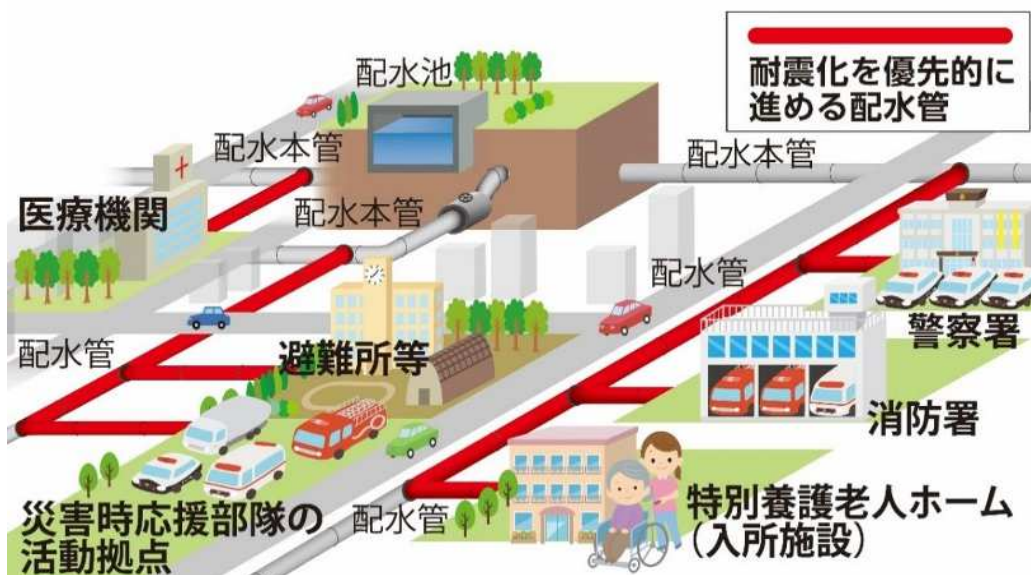 耐震化を優先的に
進める配水管
配水池
配水本管
配水本管
配水本管
医療機関
配水管
警察署
配水管
避難所等
消防署
災害時応援部隊の
活動拠点
配水管
特別養護老人ホーム
（入所施設）